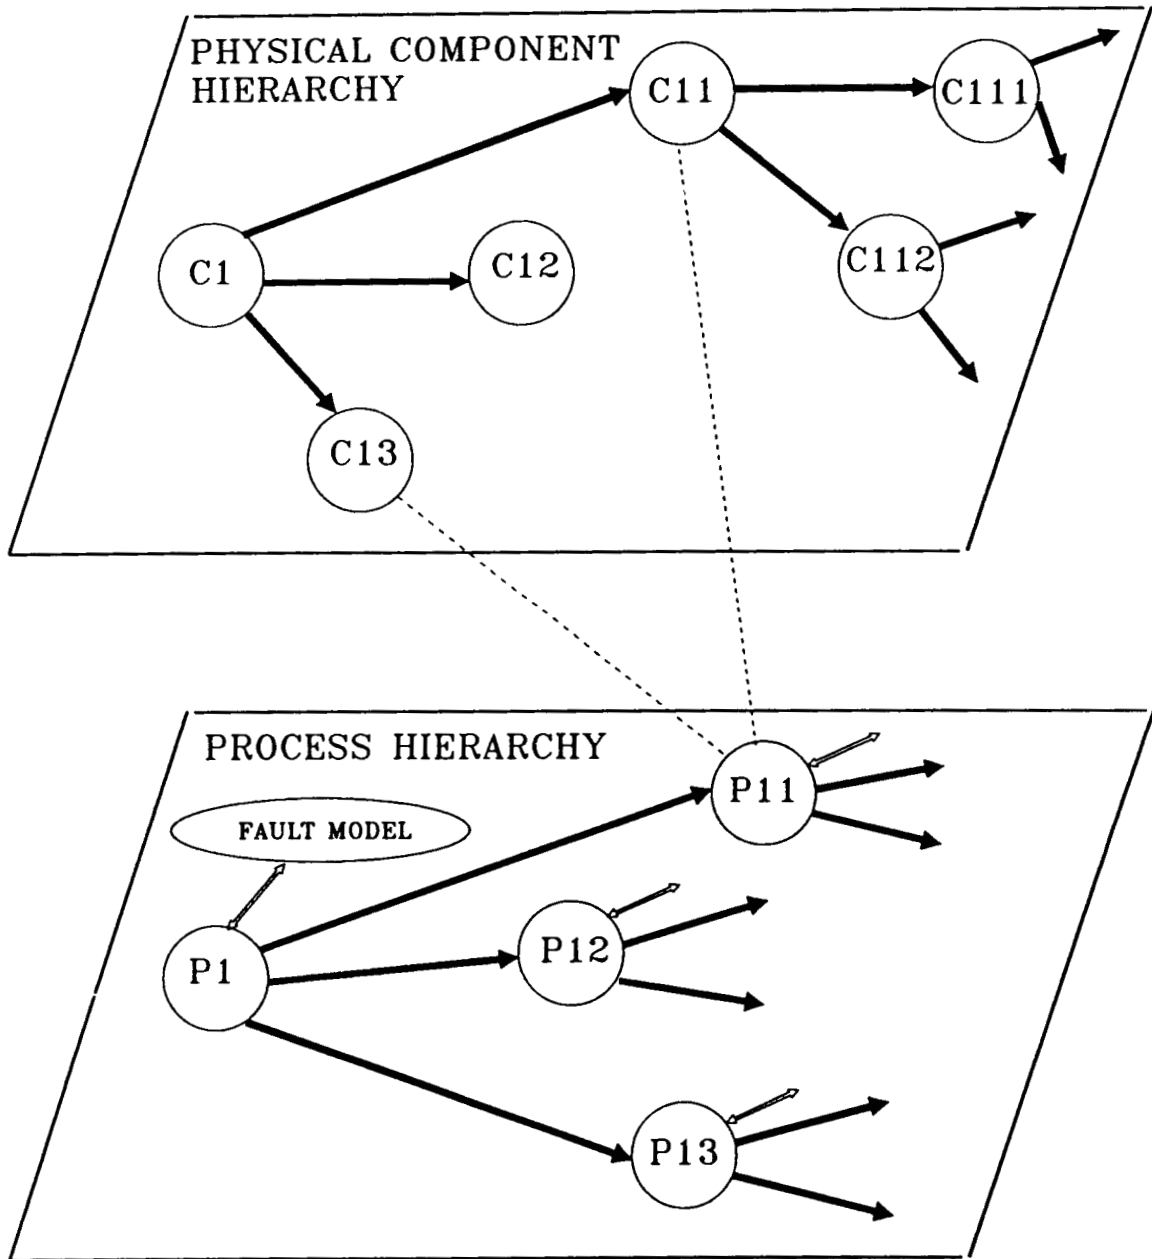 PHYSICAL COMPONENT
HIERARCHY
C11
C111
C1
C12
C112
C13
PROCESS HIERARCHY
P11
FAULT MODEL
P12
P1
P13